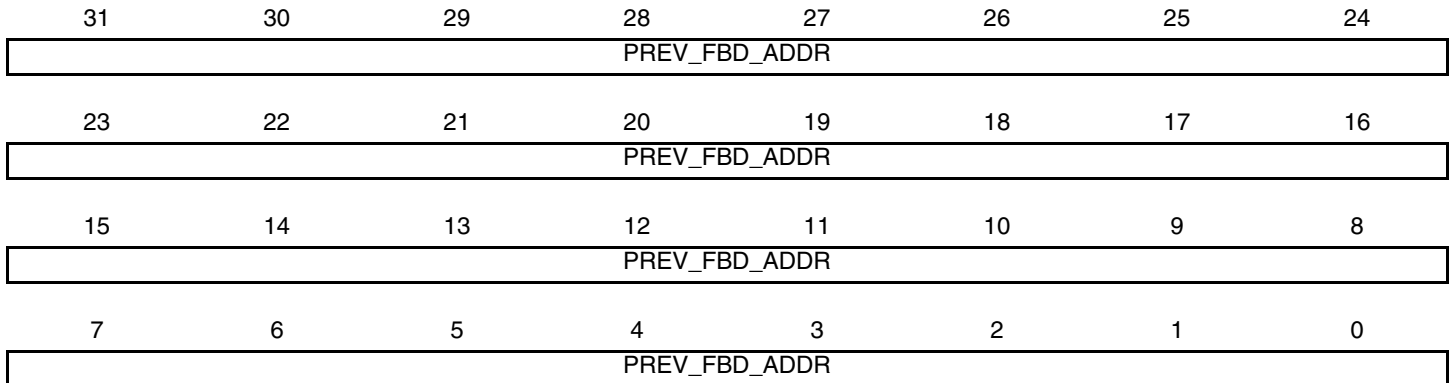 31 30 29 28 27 26 25 24
PREV_FBD_ADDR
23 22 21 20 19 18 17 16
PREV_FBD_ADDR
15 14 13 12 11 10 9 8
PREV_FBD_ADDR
7 6 5 4 3 2 1 0
PREV_FBD_ADDR